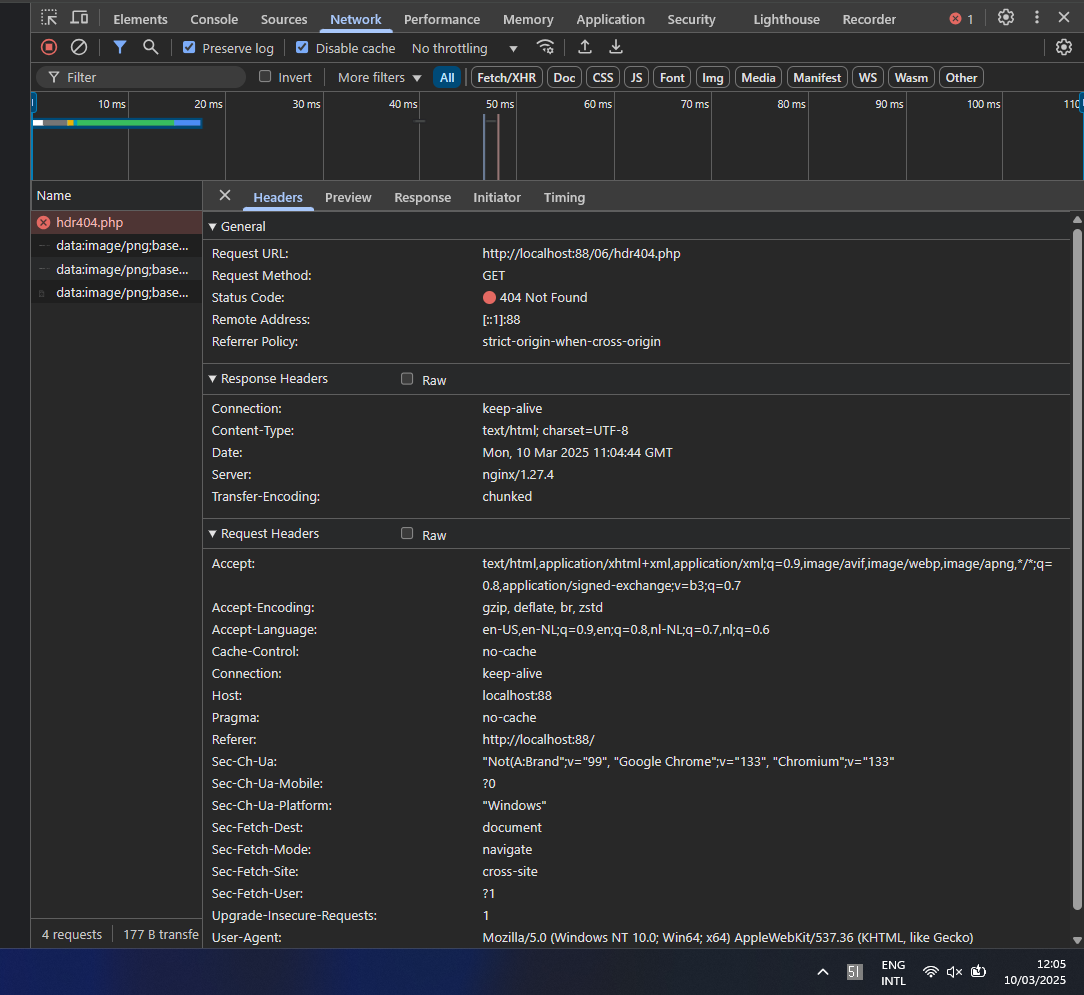 Elements Console Sources Network Performance Memory Application Security Lighthouse Recorder 1
Preserve log Disable cache No throttling
Filter Invert More filters All Fetch/XHR Doc CSS JS Font Img Media Manifest WS Wasm Other
10 ms 20 ms 30 ms 40 ms 50 ms 60 ms 70 ms 80 ms 90 ms 100 ms 110
Name
hdr404.php
data:image/png;base...
data:image/png;base...
data:image/png;base...
4 requests 177 B transfe
Headers Preview Response Initiator Timing
General
Request URL: http://localhost:88/06/hdr404.php
Request Method: GET
Status Code: 404 Not Found
Remote Address: [::1]:88
Referrer Policy: strict-origin-when-cross-origin
Response Headers Raw
Connection: keep-alive
Content-Type: text/html; charset=UTF-8
Date: Mon, 10 Mar 2025 11:04:44 GMT
Server: nginx/1.27.4
Transfer-Encoding: chunked
Request Headers Raw
Accept: text/html,application/xhtml+xml,application/xml;q=0.9,image/avif,image/webp,image/apng,*/*;q=
0.8,application/signed-exchange;v=b3;q=0.7
Accept-Encoding: gzip, deflate, br, zstd
Accept-Language: en-US,en-NL;q=0.9,en;q=0.8,nl-NL;q=0.7,nl;q=0.6
Cache-Control: no-cache
Connection: keep-alive
Host: localhost:88
Pragma: no-cache
Referer: http://localhost:88/
Sec-Ch-Ua: "Not(A:Brand";v="99", "Google Chrome";v="133", "Chromium";v="133"
Sec-Ch-Ua-Mobile: ?0
Sec-Ch-Ua-Platform: "Windows"
Sec-Fetch-Dest: document
Sec-Fetch-Mode: navigate
Sec-Fetch-Site: cross-site
Sec-Fetch-User: ?1
Upgrade-Insecure-Requests: 1
User-Agent: Mozilla/5.0 (Windows NT 10.0; Win64; x64) AppleWebKit/537.36 (KHTML, like Gecko)
51
ENG
INTL
12:05
10/03/2025